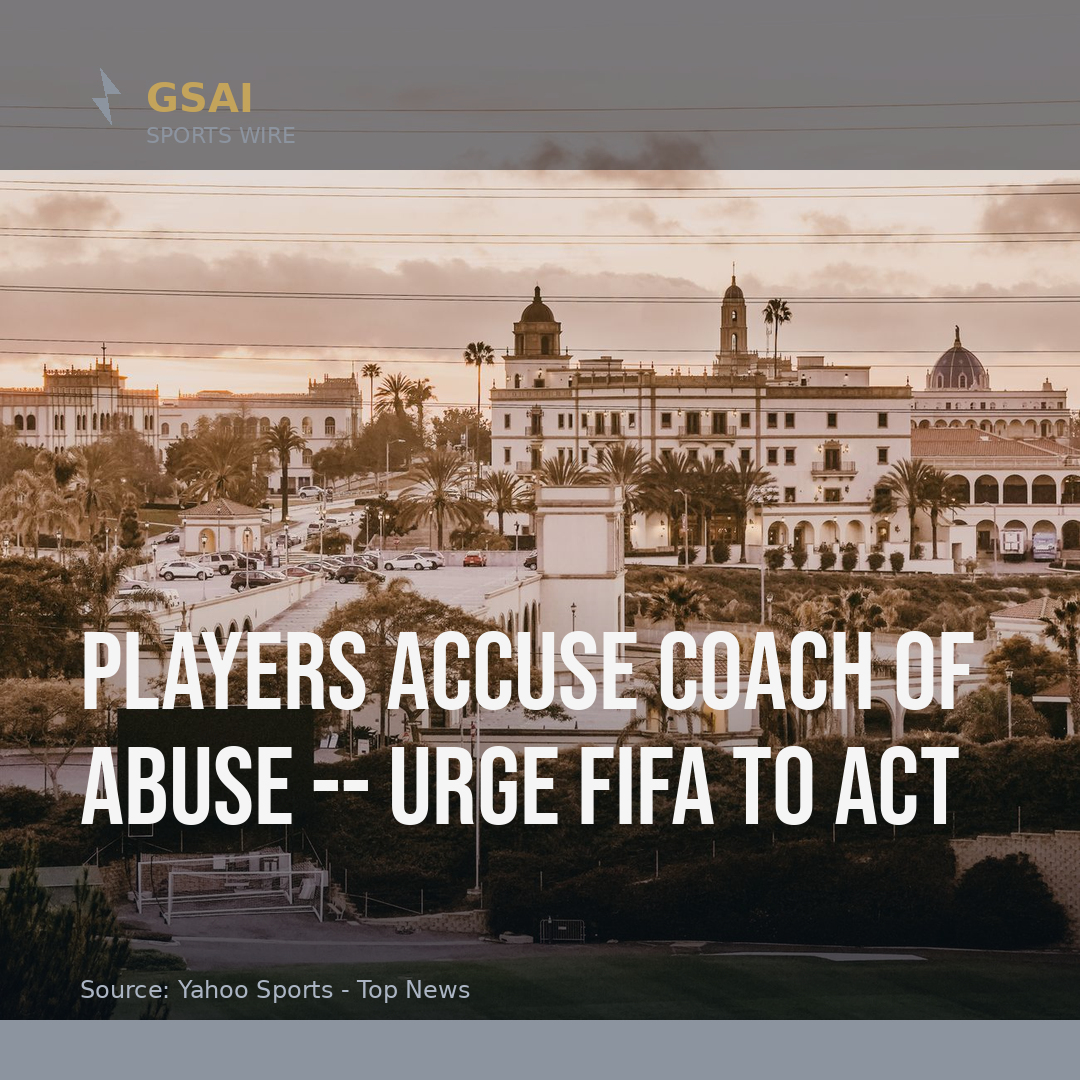 GSAI
SPORTS WIRE
PLAYERS ACCUSE COACH OF
ABUSE -- URGE FIFA TO ACT
Source: Yahoo Sports - Top News